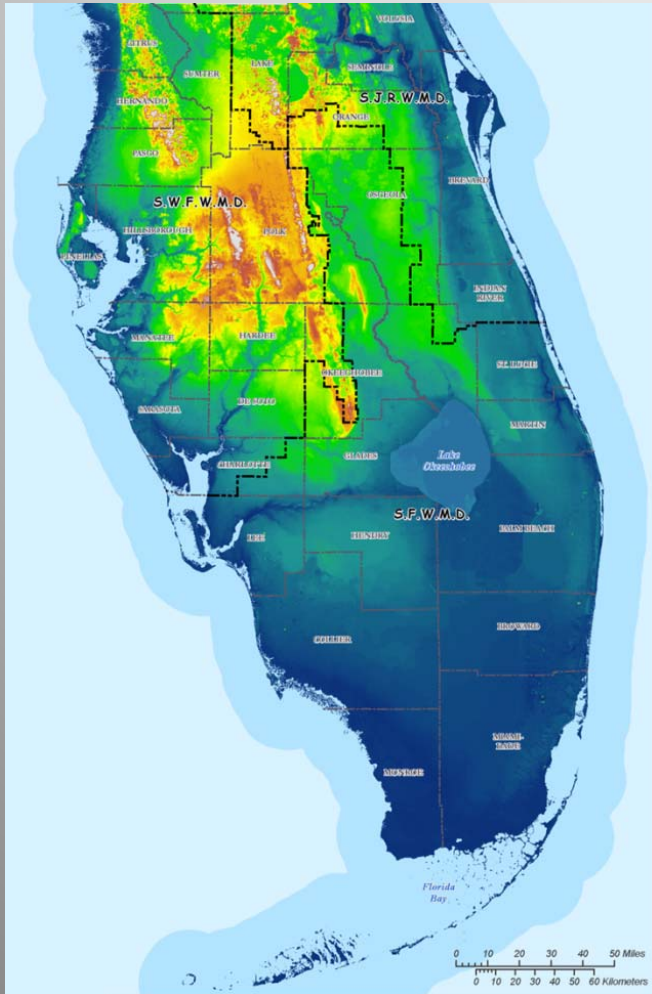 VOLUSIA
CITRUS
LAKE
SEMINOLE
SUMTER
S.J.R.W.M.D.
HERNANDO
ORANGE
PASCO
OSCEOLA
BREVARD
S.W.F.W.M.D.
HILLSBOROUGH
POLK
PINELLAS
INDIAN
RIVER
MANATEE
HARDEE
ST. LUCIE
OKEECHOBEE
SARASOTA
DE SOTO
MARTIN
GLADES
Lake
Okeechobee
CHARLOTTE
S.F.W.M.D.
LEE
HENDRY
PALM BEACH
BROWARD
COLLIER
MIAMI-
DADE
MONROE
Florida
Bay
0 10 20 30 40 50 Miles
0 10 20 30 40 50 60 Kilometers